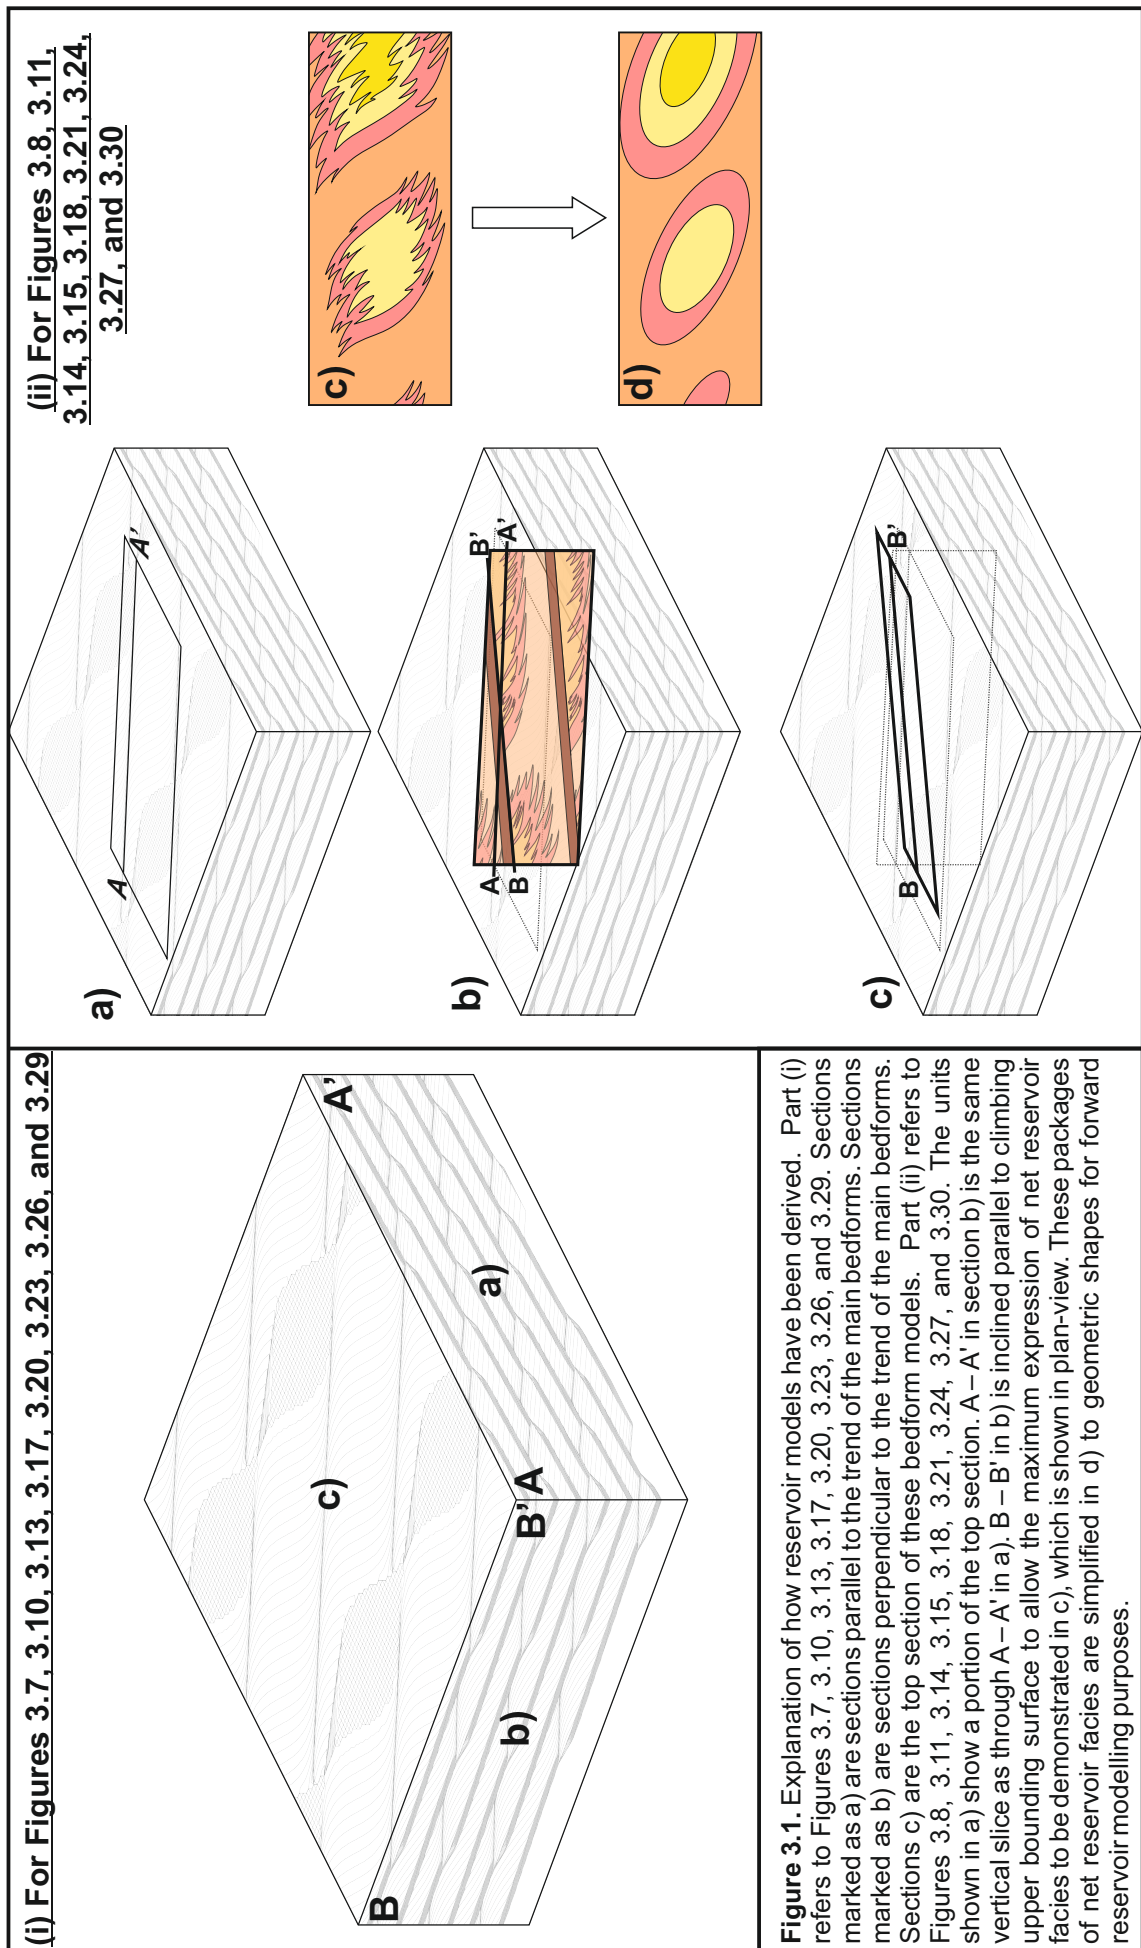 (i) For Figures 3.7, 3.10, 3.13, 3.17, 3.20, 3.23, 3.26, and 3.29
c)
a)
b)
B
B'
A
A'
(ii) For Figures 3.8, 3.11,
3.14, 3.15, 3.18, 3.21, 3.24,
3.27, and 3.30
a)
A
A'
b)
A
B
B'
A'
c)
B
B'
c)
d)
Figure 3.1. Explanation of how reservoir models have been derived. Part (i)
refers to Figures 3.7, 3.10, 3.13, 3.17, 3.20, 3.23, 3.26, and 3.29. Sections
marked as a) are sections parallel to the trend of the main bedforms. Sections
marked as b) are sections perpendicular to the trend of the main bedforms.
Sections c) are the top section of these bedform models. Part (ii) refers to
Figures 3.8, 3.11, 3.14, 3.15, 3.18, 3.21, 3.24, 3.27, and 3.30. The units
shown in a) show a portion of the top section. A – A' in section b) is the same
vertical slice as through A – A' in a). B – B' in b) is inclined parallel to climbing
upper bounding surface to allow the maximum expression of net reservoir
facies to be demonstrated in c), which is shown in plan-view. These packages
of net reservoir facies are simplified in d) to geometric shapes for forward
reservoir modelling purposes.